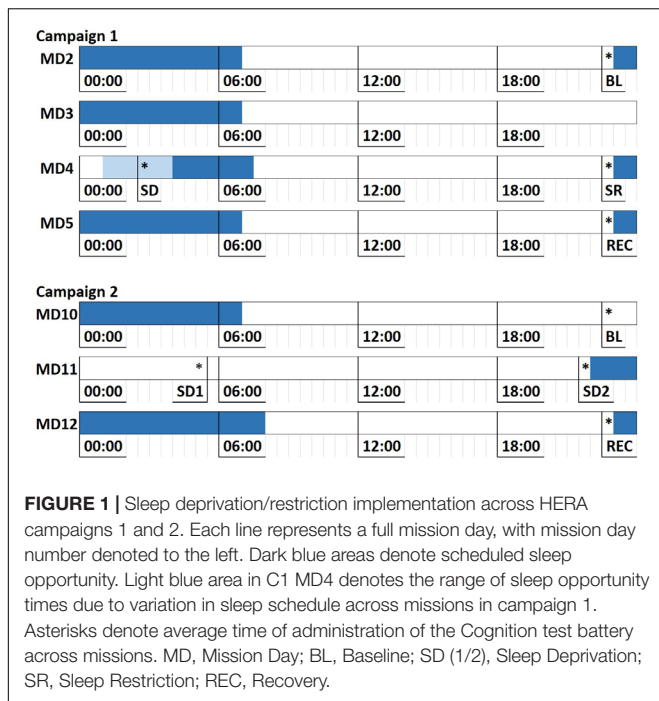 Campaign 1
MD2 *
00:00 06:00 12:00 18:00 BL
MD3
00:00 06:00 12:00 18:00
MD4 * *
00:00 SD 06:00 12:00 18:00 SR
MD5 *
00:00 06:00 12:00 18:00 REC
Campaign 2
MD10 *
00:00 06:00 12:00 18:00 BL
MD11 * *
00:00 SD1 06:00 12:00 18:00 SD2
MD12 *
00:00 06:00 12:00 18:00 REC
FIGURE 1 | Sleep deprivation/restriction implementation across HERA
campaigns 1 and 2. Each line represents a full mission day, with mission day
number denoted to the left. Dark blue areas denote scheduled sleep
opportunity. Light blue area in C1 MD4 denotes the range of sleep opportunity
times due to variation in sleep schedule across missions in campaign 1.
Asterisks denote average time of administration of the Cognition test battery
across missions. MD, Mission Day; BL, Baseline; SD (1/2), Sleep Deprivation;
SR, Sleep Restriction; REC, Recovery.